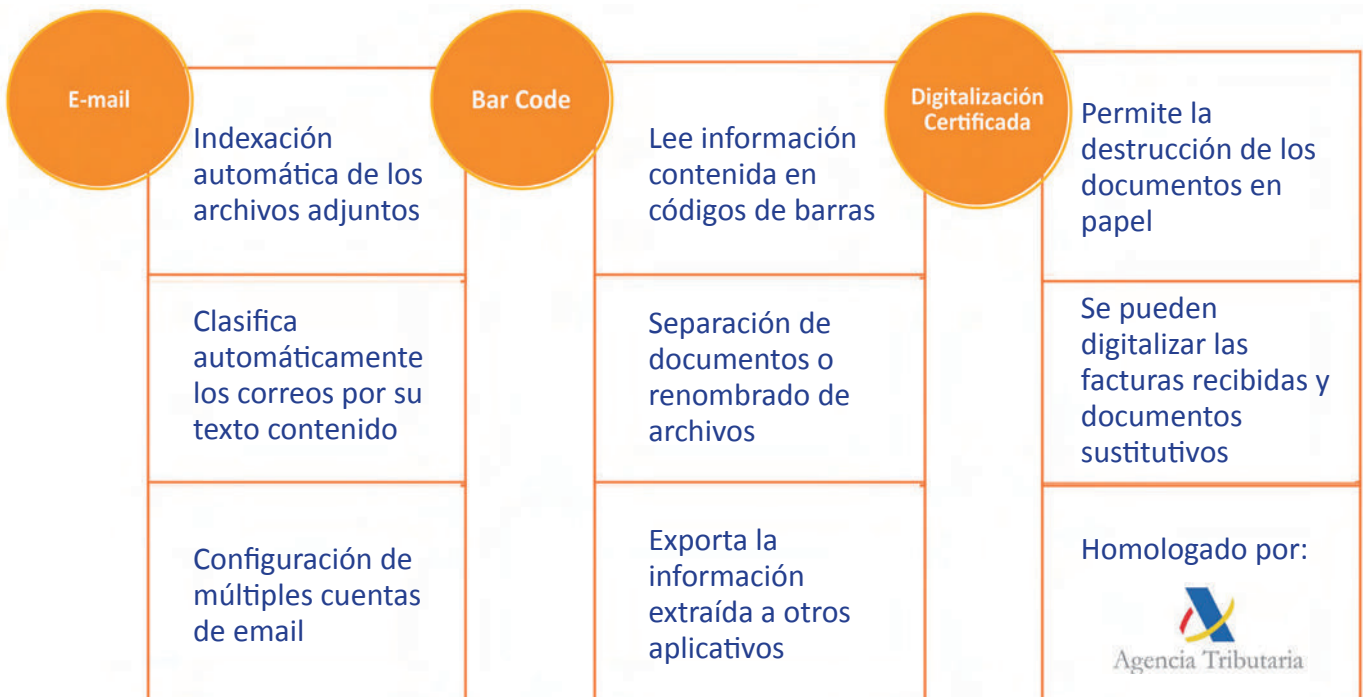 E-mail
Indexación
automática de los
archivos adjuntos
Clasifica
automáticamente
los correos por su
texto contenido
Configuración de
múltiples cuentas
de email
Bar Code
Lee información
contenida en
códigos de barras
Separación de
documentos o
renombrado de
archivos
Exporta la
información
extraída a otros
aplicativos
Digitalización
Certificada
Permite la
destrucción de los
documentos en
papel
Se pueden
digitalizar las
facturas recibidas y
documentos
sustitutivos
Homologado por:
Agencia Tributaria